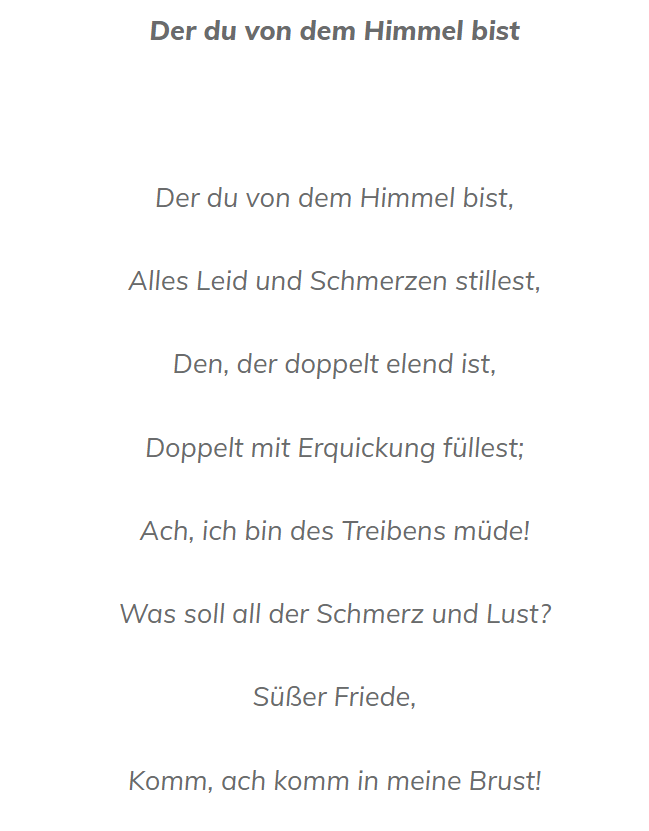 Der du von dem Himmel bist
Der du von dem Himmel bist,
Alles Leid und Schmerzen stillest,
Den, der doppelt elend ist,
Doppelt mit Erquickung füllest;
Ach, ich bin des Treibens müde!
Was soll all der Schmerz und Lust?
Süßer Friede,
Komm, ach komm in meine Brust!